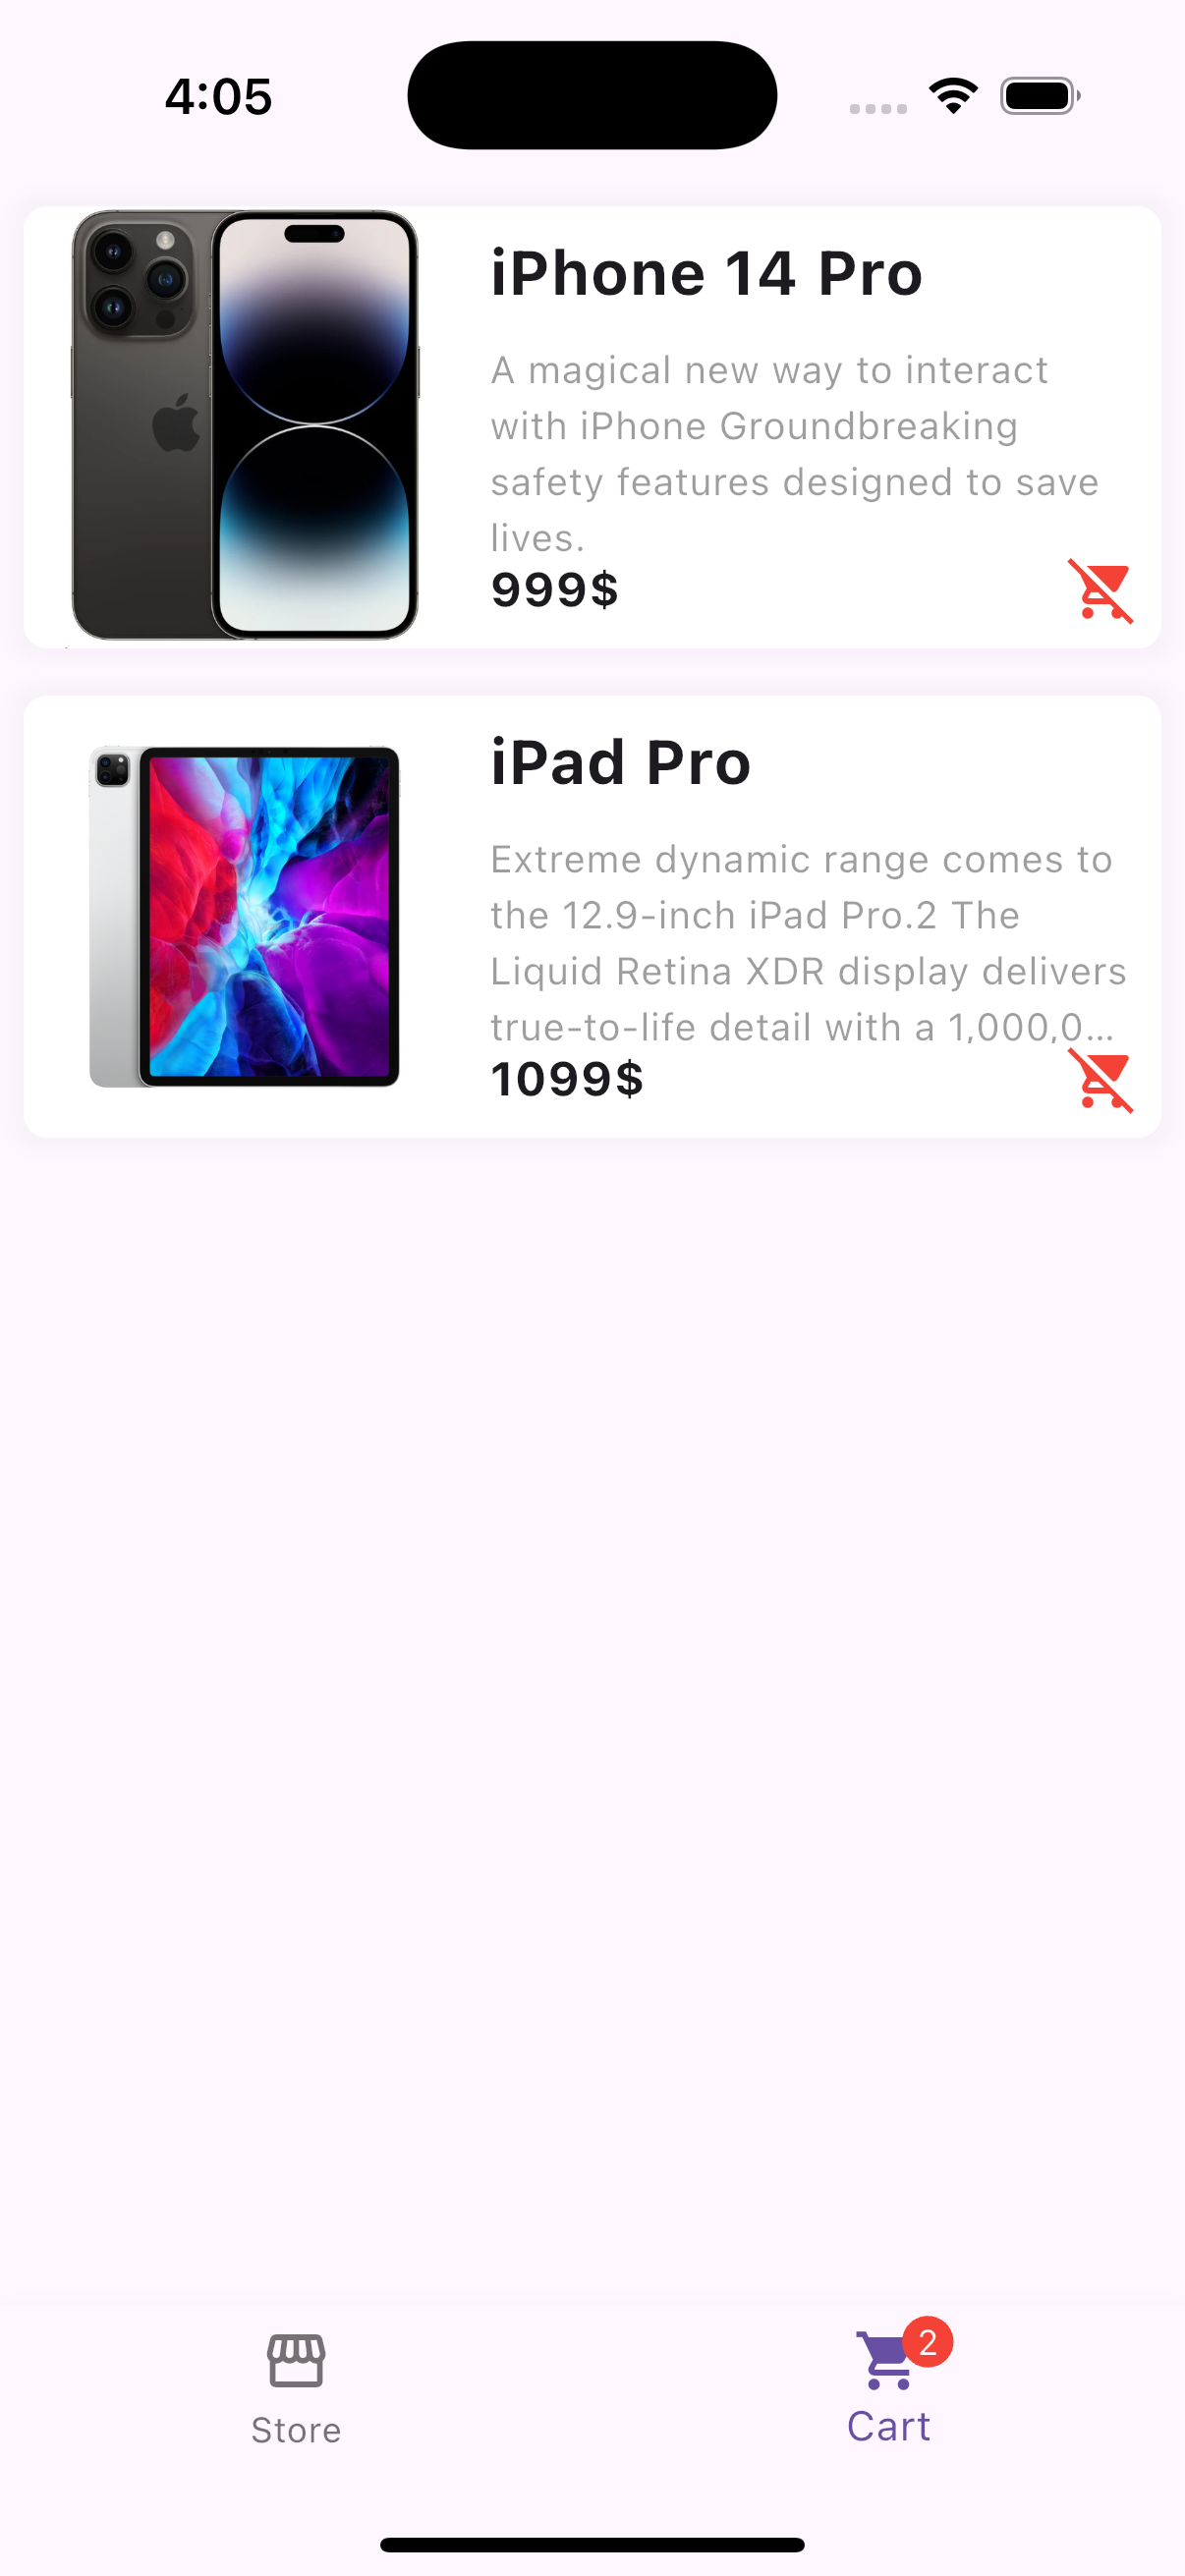 4:05
iPhone 14 Pro
A magical new way to interact
with iPhone Groundbreaking
safety features designed to save
lives.
999$
iPad Pro
Extreme dynamic range comes to
the 12.9-inch iPad Pro.2 The
Liquid Retina XDR display delivers
true-to-life detail with a 1,000,0...
1099$
2
Store
Cart